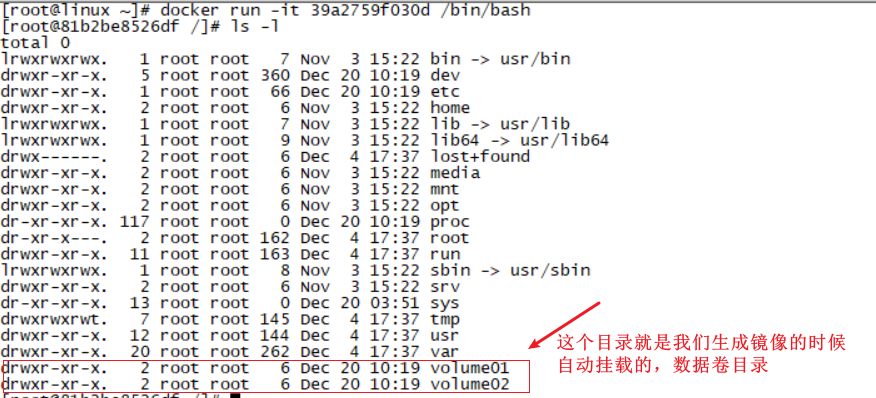 [root@linux ~]# docker run -it 39a2759f030d /bin/bash
[root@81b2be8526df /]# ls -l
total 0
lrwxrwxrwx.   1 root root   7 Nov  3 15:22 bin -> usr/bin
drwxr-xr-x.   5 root root 360 Dec 20 10:19 dev
drwxr-xr-x.   1 root root  66 Dec 20 10:19 etc
drwxr-xr-x.   2 root root   6 Nov  3 15:22 home
lrwxrwxrwx.   1 root root   7 Nov  3 15:22 lib -> usr/lib
lrwxrwxrwx.   1 root root   9 Nov  3 15:22 lib64 -> usr/lib64
drwx------.   2 root root   6 Dec  4 17:37 lost+found
drwxr-xr-x.   2 root root   6 Nov  3 15:22 media
drwxr-xr-x.   2 root root   6 Nov  3 15:22 mnt
drwxr-xr-x.   2 root root   6 Nov  3 15:22 opt
dr-xr-xr-x. 117 root root   0 Dec 20 10:19 proc
dr-xr-x---.   2 root root 162 Dec  4 17:37 root
drwxr-xr-x.  11 root root 163 Dec  4 17:37 run
lrwxrwxrwx.   1 root root   8 Nov  3 15:22 sbin -> usr/sbin
drwxr-xr-x.   2 root root   6 Nov  3 15:22 srv
dr-xr-xr-x.  13 root root   0 Dec 20 03:51 sys
drwxrwxrwt.   7 root root 145 Dec  4 17:37 tmp
drwxr-xr-x.  12 root root 144 Dec  4 17:37 usr
drwxr-xr-x.  20 root root 262 Dec  4 17:37 var
drwxr-xr-x.   2 root root   6 Dec 20 10:19 volume01
drwxr-xr-x.   2 root root   6 Dec 20 10:19 volume02
[root@81b2be8526df /]#
这个目录就是我们生成镜像的时候
自动挂载的，数据卷目录